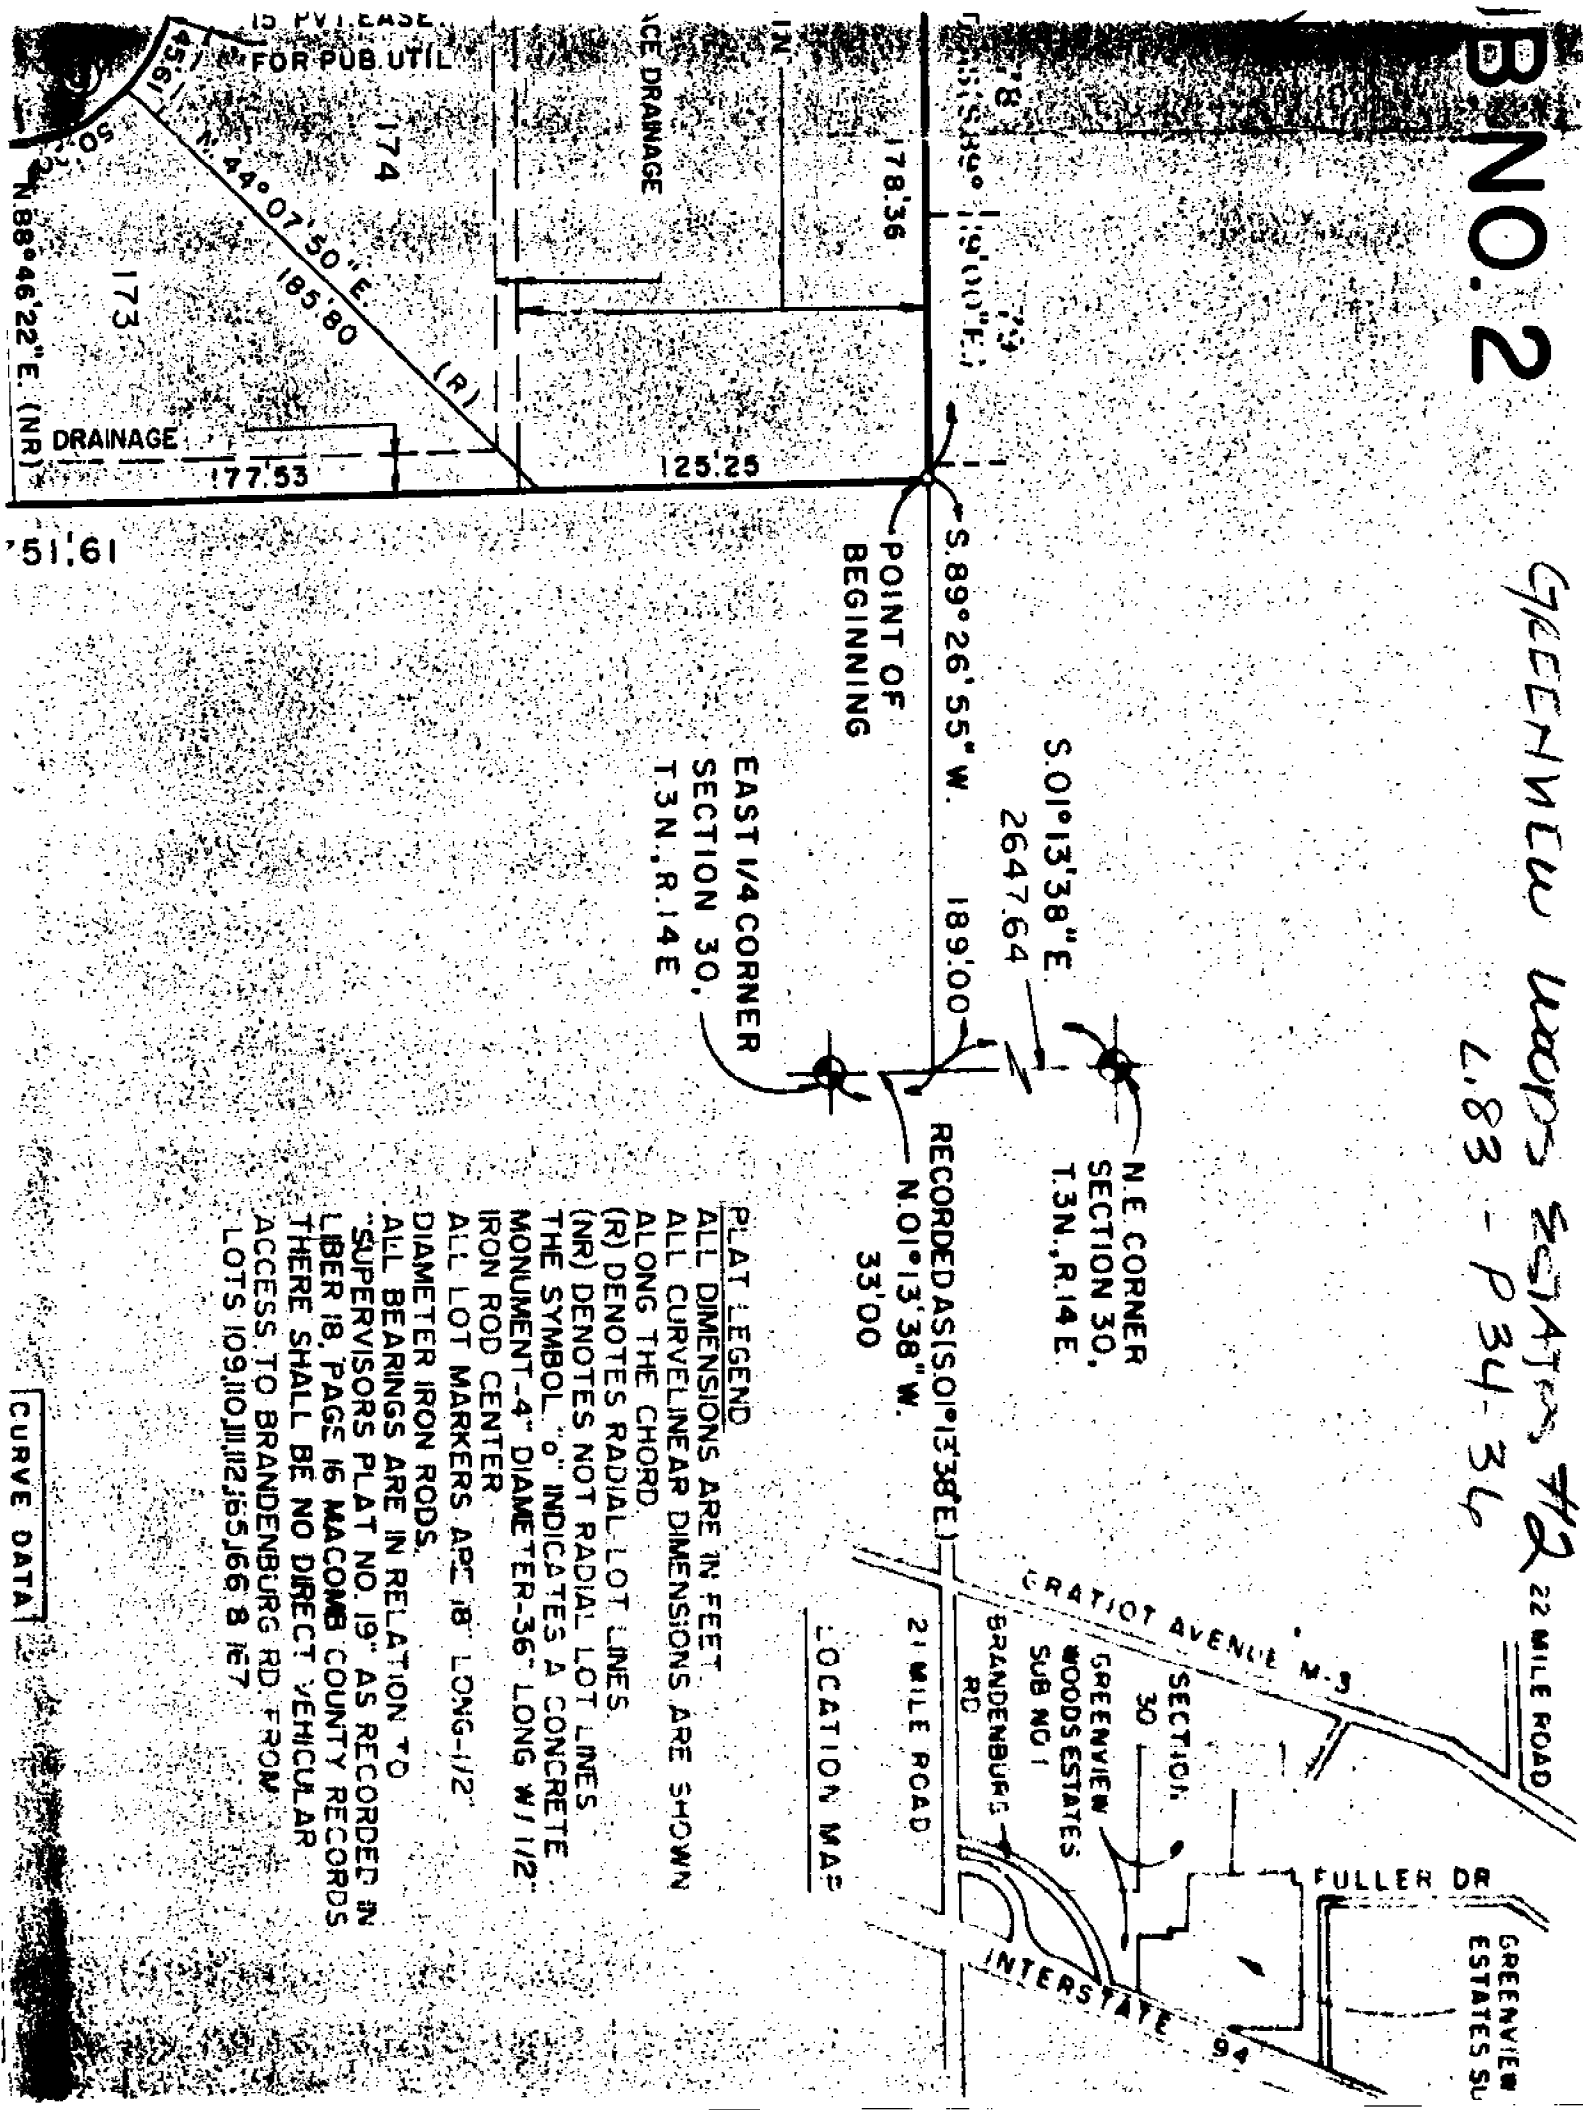 B NO. 2
GREENVIEW WOODS ESTATES #2
L.83 - P 34-36
15 PVT. EASE.
FOR PUB. UTIL.
45.61
174
N. 44° 07' 50" E.
185.80
(R)
173
N 88° 46' 22" E. (NR)
DRAINAGE
177.53
751.61
DRAINAGE
178.36
125.25
POINT OF
BEGINNING
S. 89° 26' 55" W. 189.00
S.01°13'38"E
2647.64
N.E. CORNER
SECTION 30,
T.3N., R.14E.
RECORDED AS (S.01°13'38"E.)
N.01°13'38" W.
33.00
EAST 1/4 CORNER
SECTION 30,
T.3N., R.14E
22 MILE ROAD
GRATIOT AVENUE M-3
SECTION
30
GREENVIEW
WOODS ESTATES
SUB NO 1
BRANDENBURG
RD
21 MILE ROAD
FULLER DR
GREENVIEW
ESTATES SU
INTERSTATE 94
LOCATION MAP
PLAT LEGEND
ALL DIMENSIONS ARE IN FEET
ALL CURVELINEAR DIMENSIONS ARE SHOWN
ALONG THE CHORD.
(R) DENOTES RADIAL LOT LINES.
(NR) DENOTES NOT RADIAL LOT LINES
THE SYMBOL "o" INDICATES A CONCRETE
MONUMENT-4" DIAMETER-36" LONG W/ 1/2"
IRON ROD CENTER
ALL LOT MARKERS ARE 18" LONG-1/2"
DIAMETER IRON RODS.
ALL BEARINGS ARE IN RELATION TO
"SUPERVISORS PLAT NO. 19" AS RECORDED IN
LIBER 18, PAGE 16 MACOMB COUNTY RECORDS
THERE SHALL BE NO DIRECT VEHICULAR
ACCESS TO BRANDENBURG RD. FROM
LOTS 109,110,111,112,165,166 & 167
CURVE DATA